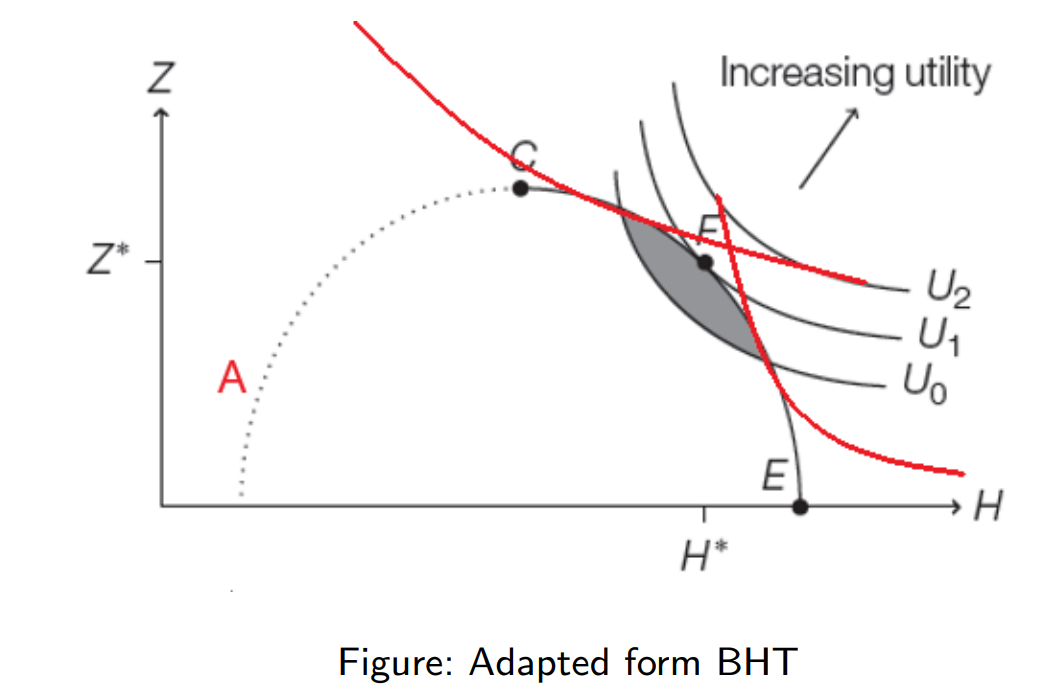 Increasing utility
Z
C
F
Z*
U2
U1
A
U0
E
H
H*
Figure: Adapted form BHT